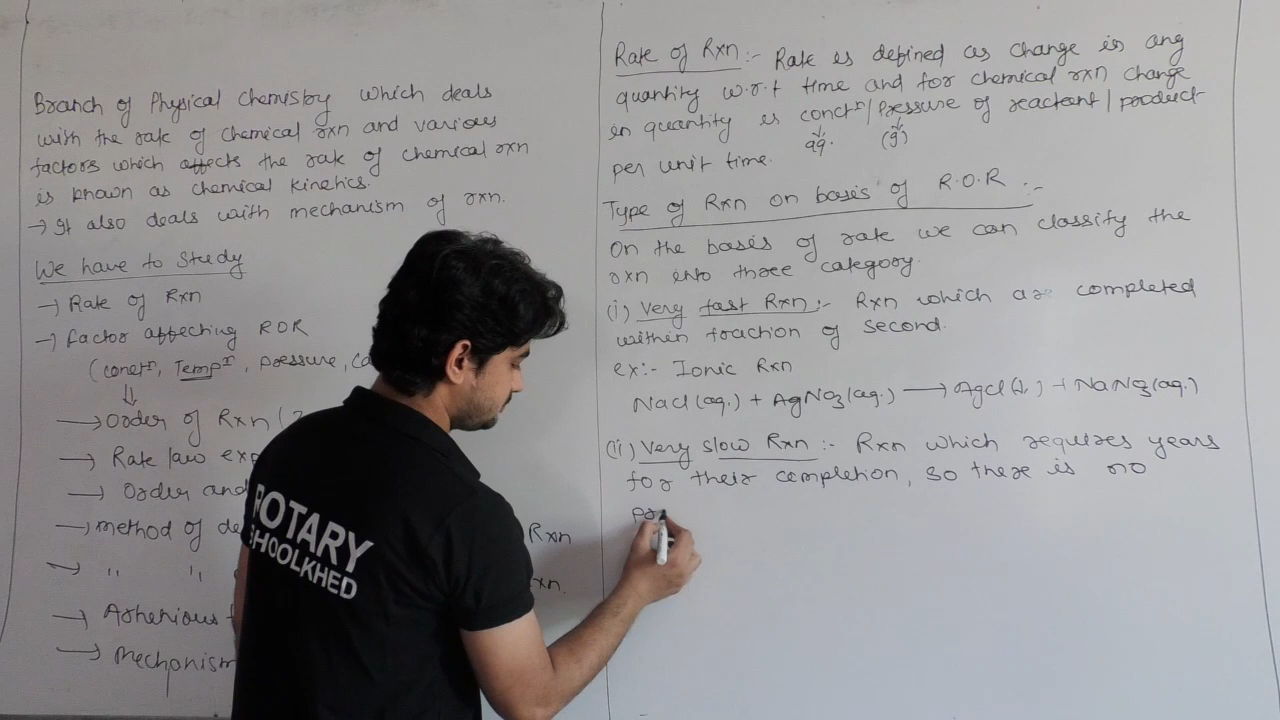 Branch of Physical Chemistry which deals
with the rate of chemical rxn and various
factors which affects the rate of chemical rxn
is known as chemical kinetics.
→ It also deals with mechanism of rxn.
We have to Study
→ Rate of Rxn
→ factor affecting ROR
(conctⁿ, Tempʳ, pressure,
⇓
→ Order of Rxn (
→ Rate law
→ Order and
→ method of Rxn
→ " " rxn.
→ Arhenious
→ Mechanism
Rate of Rxn :- Rate is defined as change in any
quantity w.r.t time and for chemical rxn change
in quantity is conctⁿ/Pressure of reactant/product
aq. (g)
per unit time.
Type of Rxn on basis of R.O.R :-
On the basis of rate we can classify the
rxn into three category.
(i) Very fast Rxn :- Rxn which are completed
within fraction of second.
ex:- Ionic Rxn
NaCl(aq.) + AgNO₃(aq.) → AgCl(↓) + NaNO₃(aq.)
(ii) Very slow Rxn :- Rxn which requires years
for their completion, so there is no
ROTARY
SCHOOLKHED